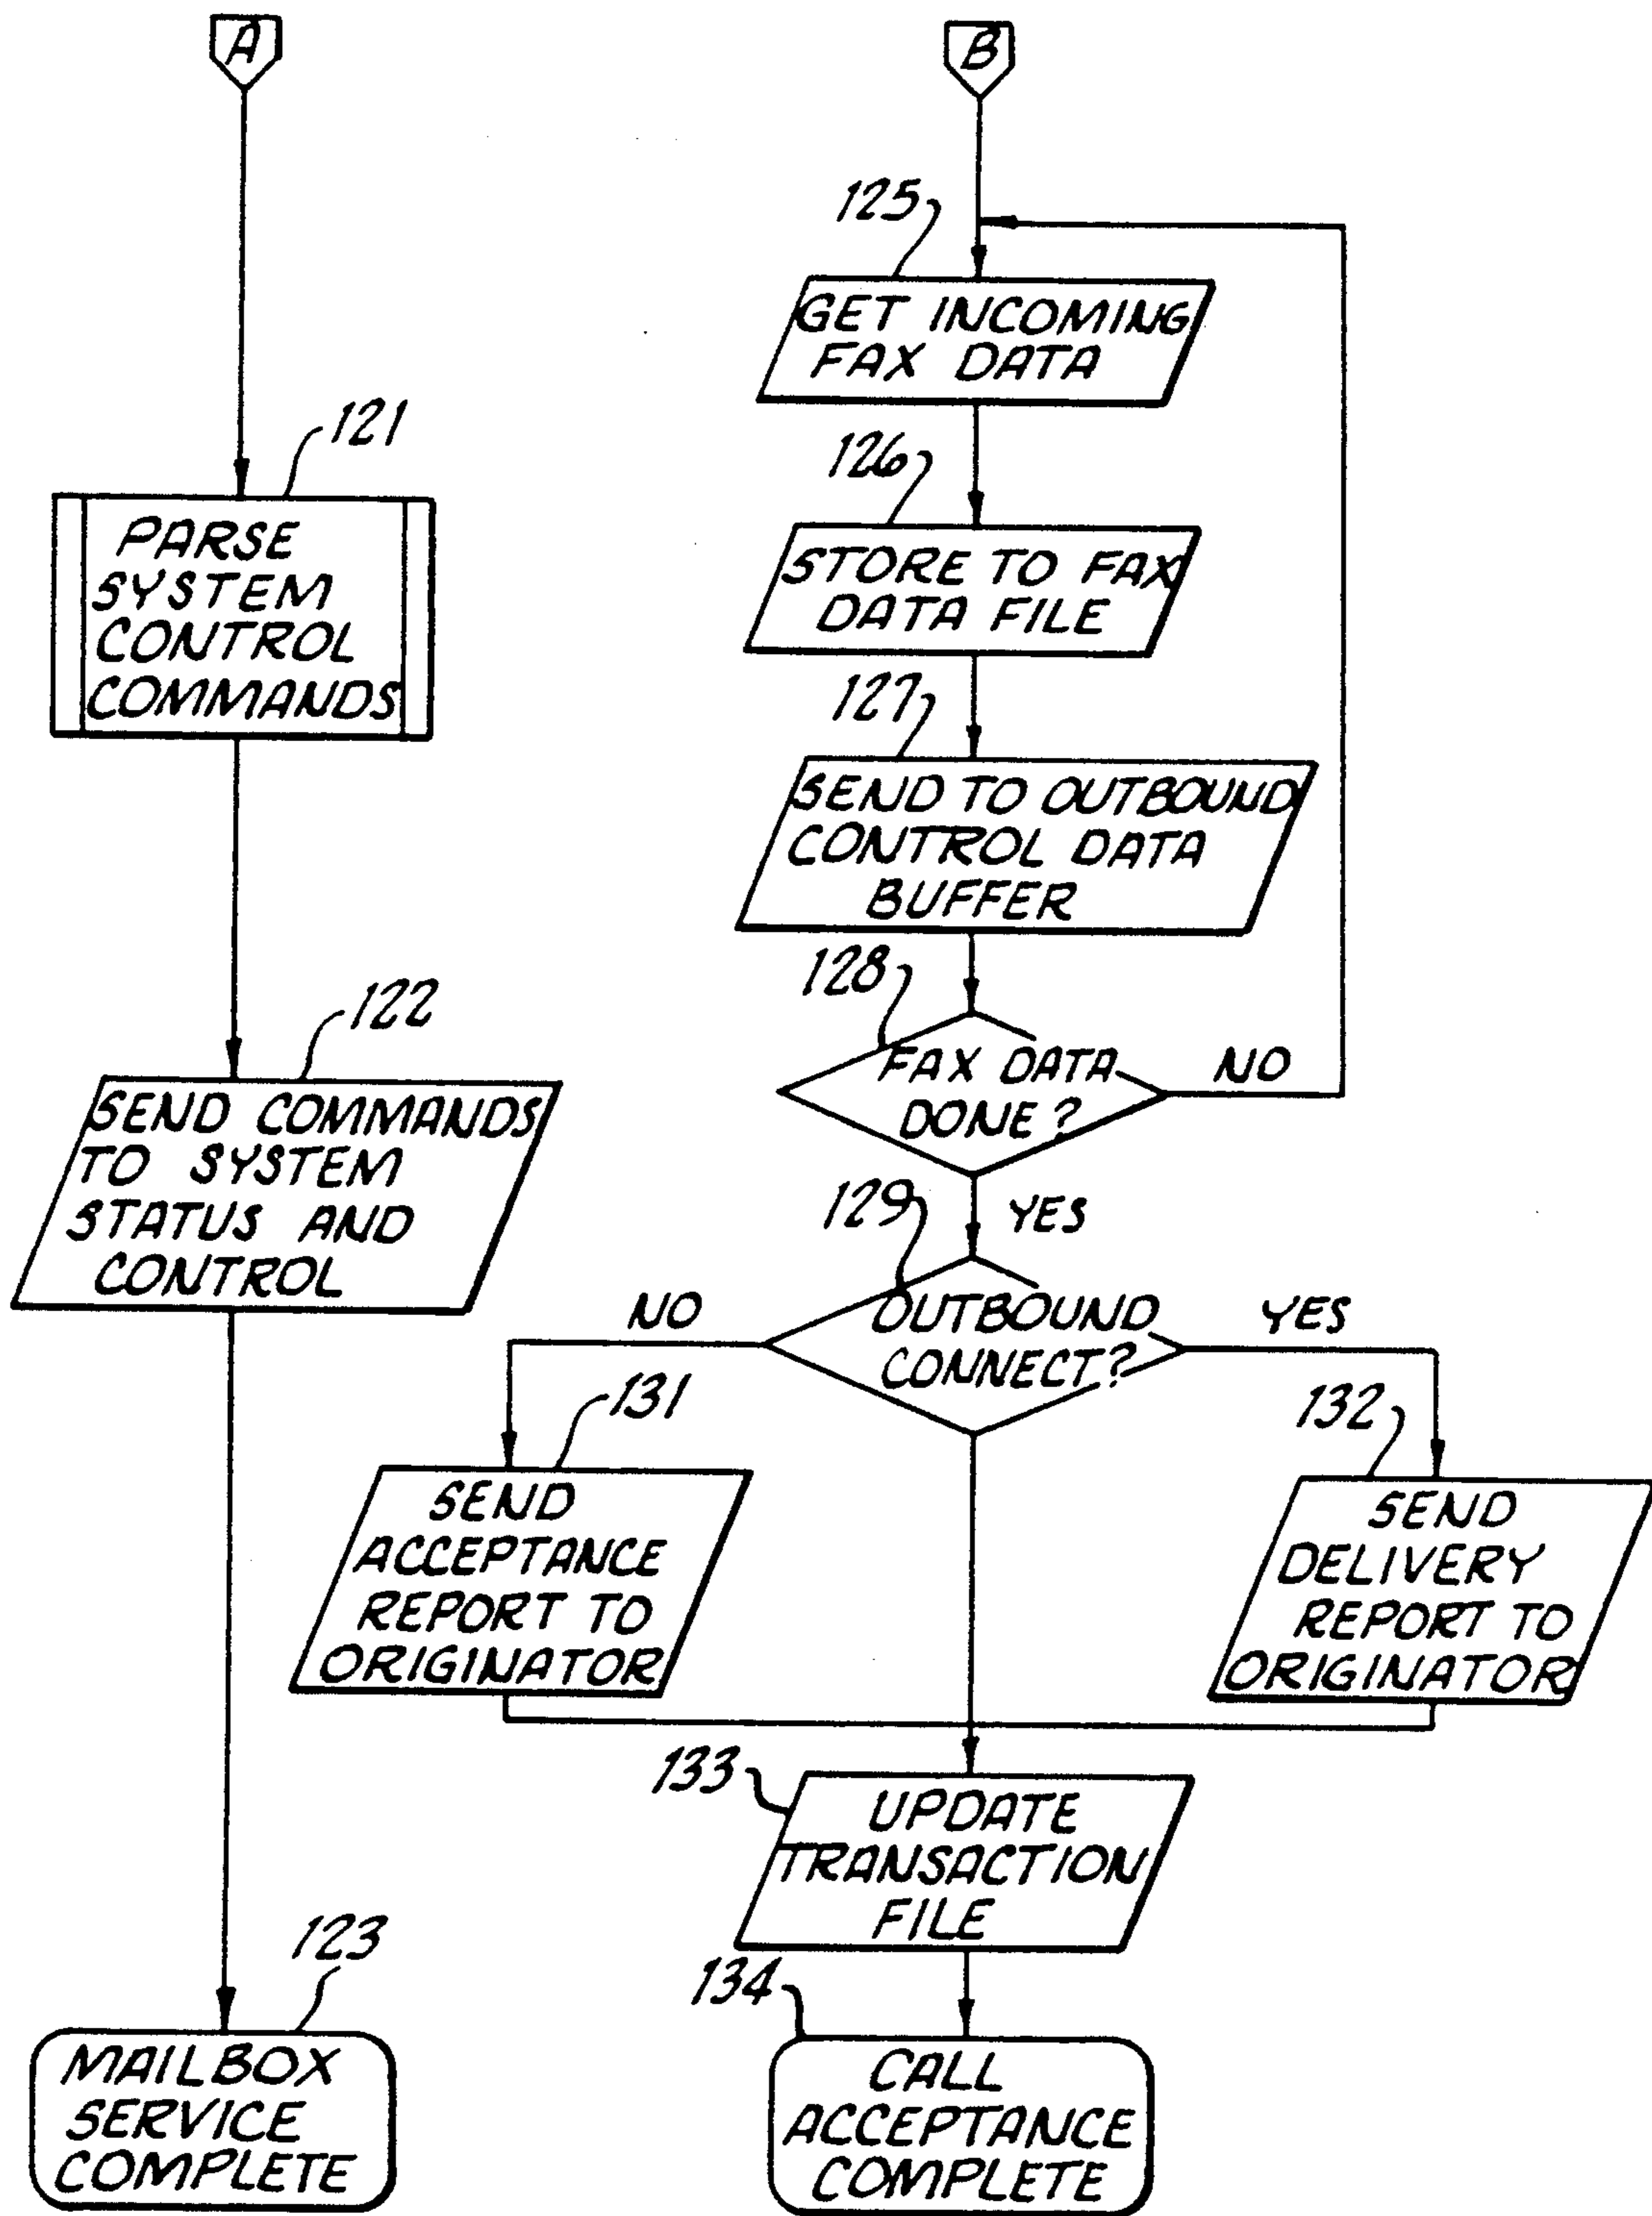 A
121
PARSE
SYSTEM
CONTROL
COMMANDS
122
SEND COMMANDS
TO SYSTEM
STATUS AND
CONTROL
123
MAILBOX
SERVICE
COMPLETE
B
125
GET INCOMING
FAX DATA
126
STORE TO FAX
DATA FILE
127
SEND TO OUTBOUND
CONTROL DATA
BUFFER
128
FAX DATA
DONE?
NO
YES
129
OUTBOUND
CONNECT?
NO
YES
131
SEND
ACCEPTANCE
REPORT TO
ORIGINATOR
132
SEND
DELIVERY
REPORT TO
ORIGINATOR
133
UPDATE
TRANSACTION
FILE
134
CALL
ACCEPTANCE
COMPLETE